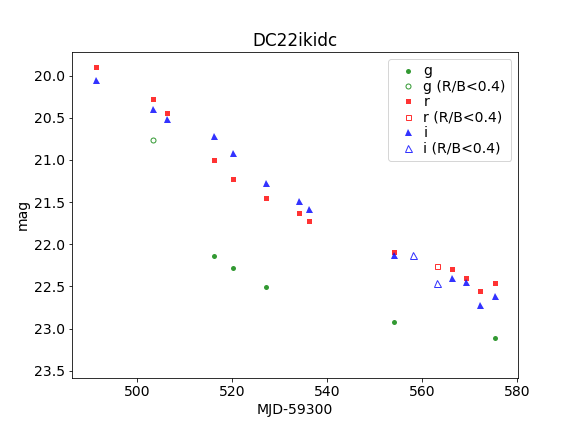 DC22ikidc
g
g (R/B<0.4)
r
r (R/B<0.4)
i
i (R/B<0.4)
mag
20.0
20.5
21.0
21.5
22.0
22.5
23.0
23.5
500
520
540
560
580
MJD-59300